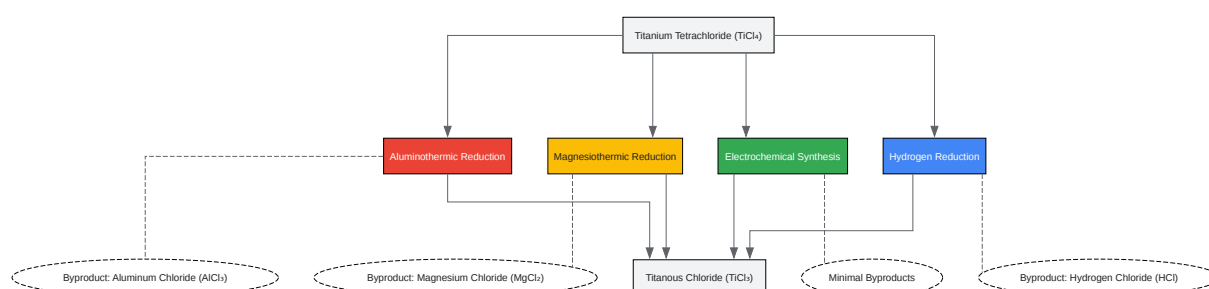 Titanium Tetrachloride (TiCl₄)
Aluminothermic Reduction
Magnesiothermic Reduction
Electrochemical Synthesis
Hydrogen Reduction
Byproduct: Aluminum Chloride (AlCl₃)
Byproduct: Magnesium Chloride (MgCl₂)
Titanous Chloride (TiCl₃)
Minimal Byproducts
Byproduct: Hydrogen Chloride (HCl)